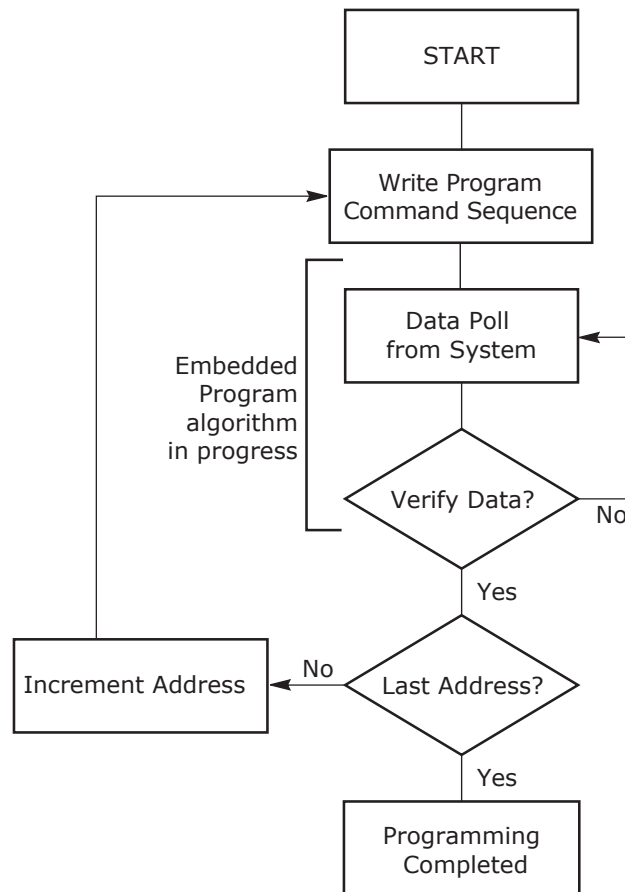 START
Write Program
Command Sequence
Data Poll
from System
Embedded
Program
algorithm
in progress
Verify Data?
No
Yes
Last Address?
No
Increment Address
Yes
Programming
Completed